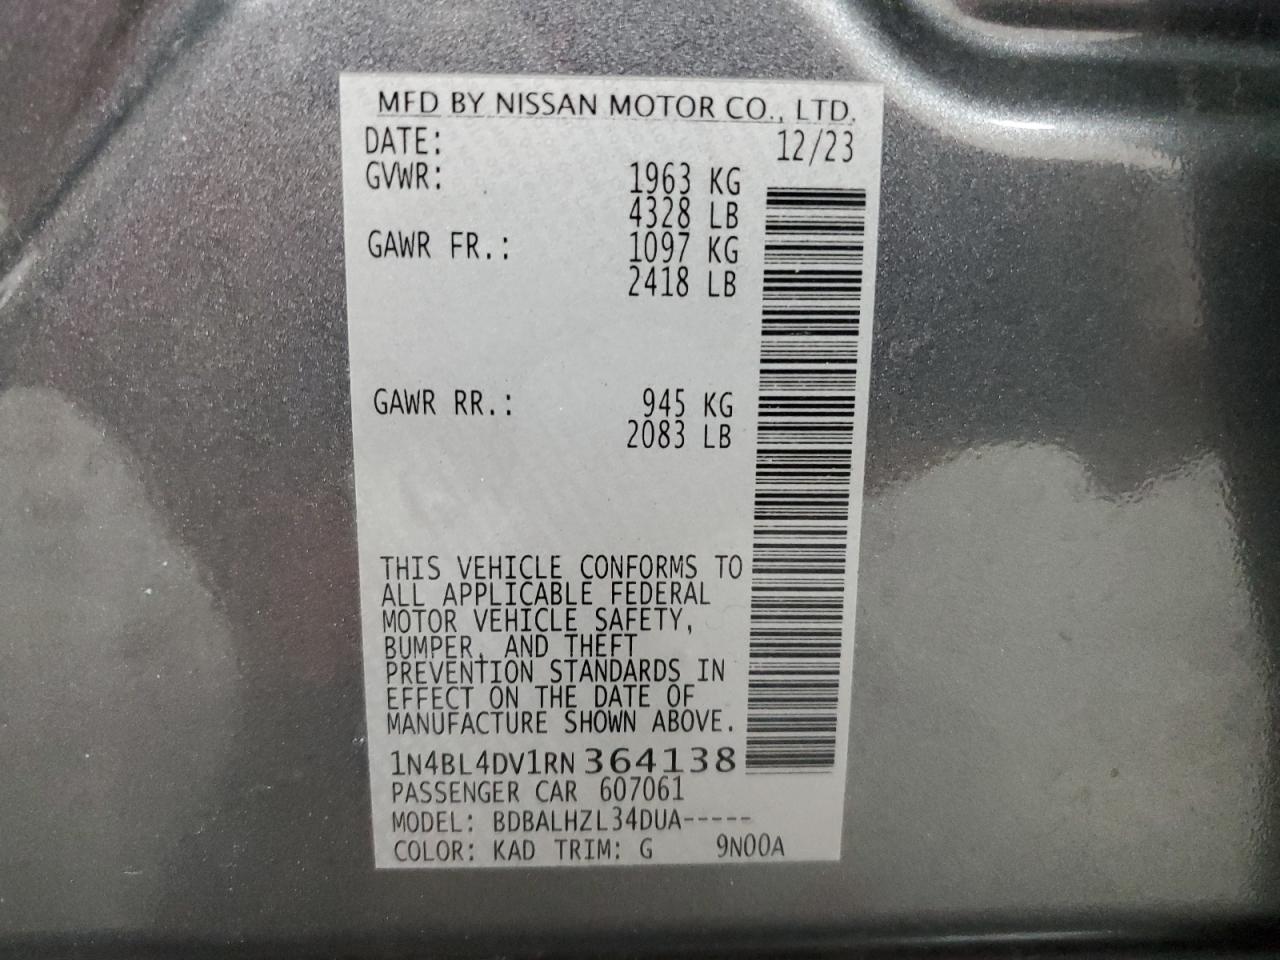 MFD BY NISSAN MOTOR CO., LTD.
DATE: 12/23
GVWR: 1963 KG
4328 LB
GAWR FR.: 1097 KG
2418 LB
GAWR RR.: 945 KG
2083 LB
THIS VEHICLE CONFORMS TO
ALL APPLICABLE FEDERAL
MOTOR VEHICLE SAFETY,
BUMPER, AND THEFT
PREVENTION STANDARDS IN
EFFECT ON THE DATE OF
MANUFACTURE SHOWN ABOVE.
1N4BL4DV1RN364138
PASSENGER CAR 607061
MODEL: BDBALHZL34DUA-----
COLOR: KAD TRIM: G 9N00A